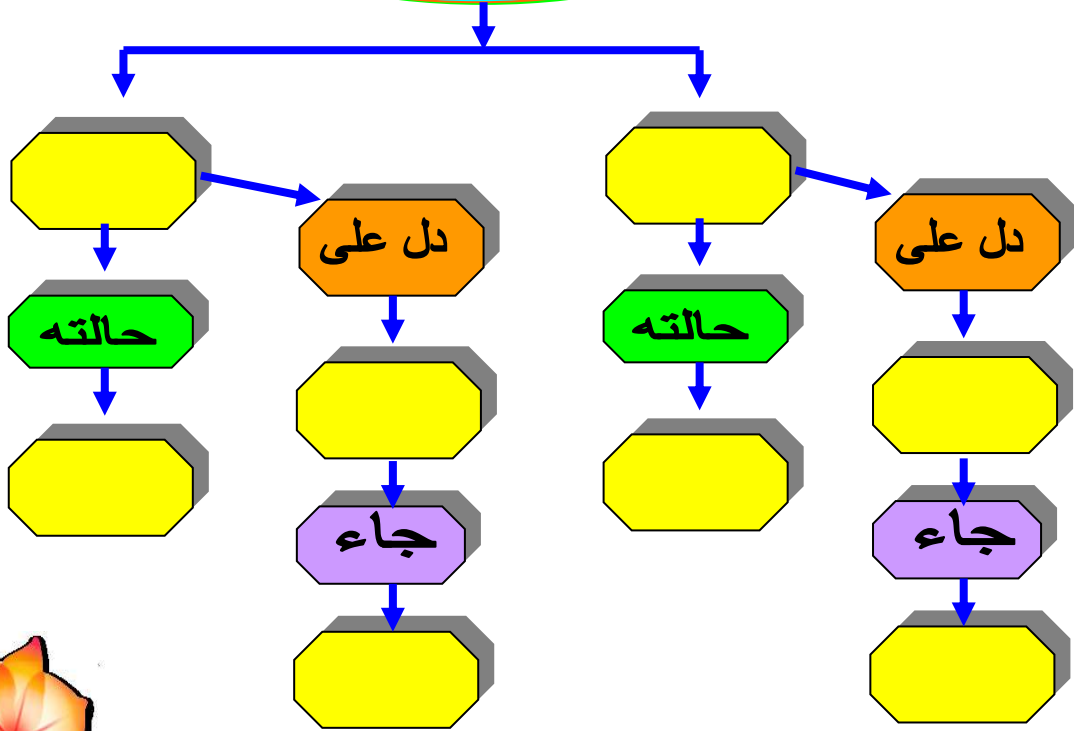 دل على
دل على
حالته
حالته
جاء
جاء